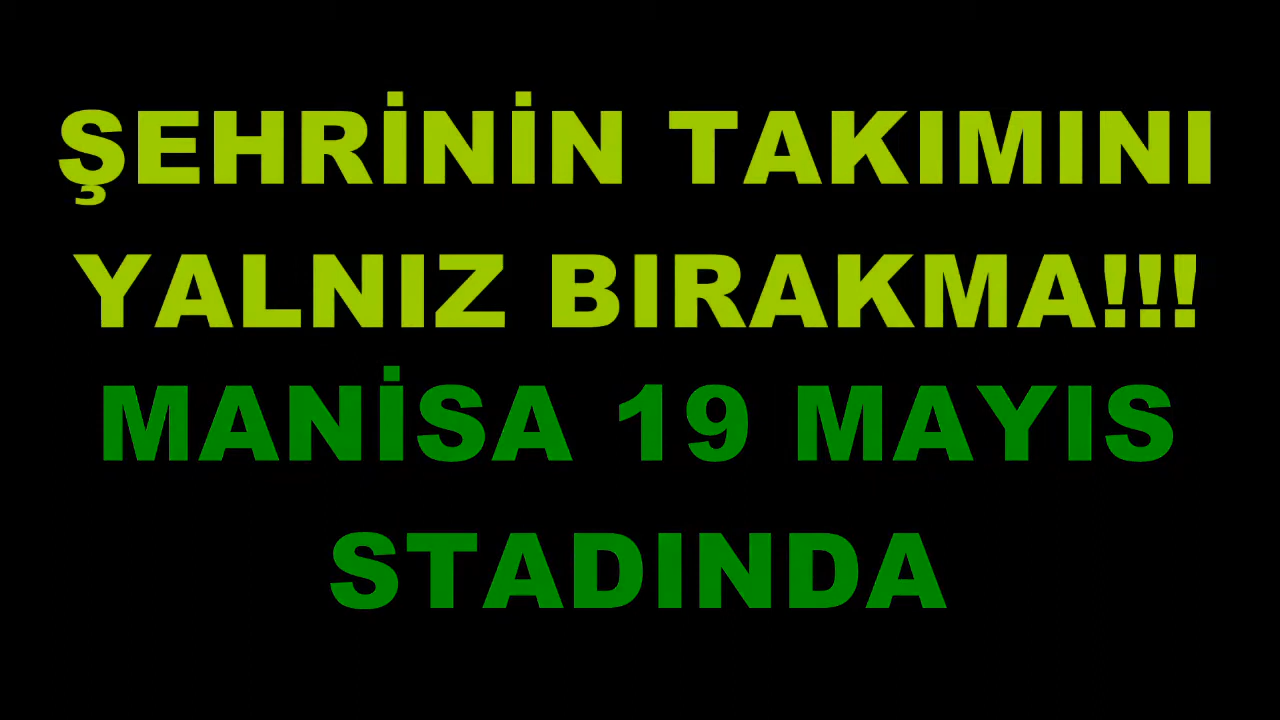 ŞEHRİNİN TAKIMINI
YALNIZ BIRAKMA!!!
MANİSA 19 MAYIS
STADINDA